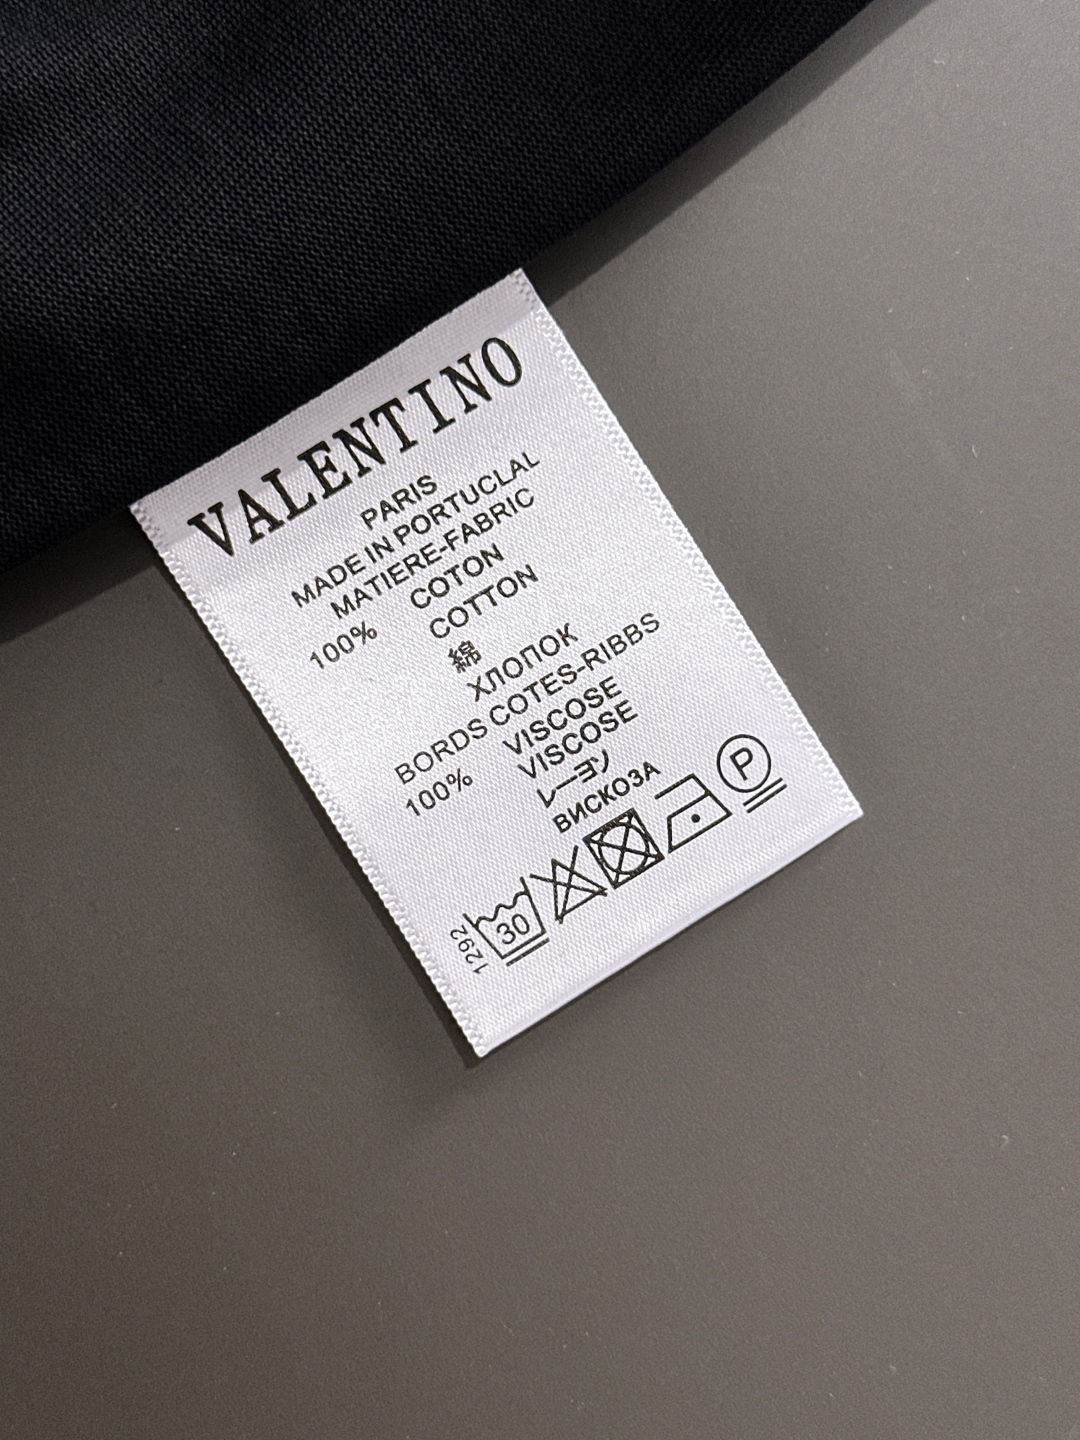 VALENTINO
PARIS
MADE IN PORTUCLAL
MATIERE-FABRIC
100% COTON
COTTON
綿
ХЛОПОК
BORDS COTES-RIBBS
100% VISCOSE
VISCOSE
レーヨン
ВИСКОЗА
1292 30 P